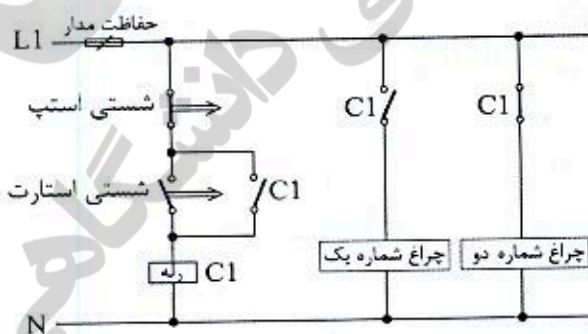 حفاظت مدار
L1
شستی استپ
C1
C1
شستی استارت
C1
چراغ شماره یک
چراغ شماره دو
رله
C1
N